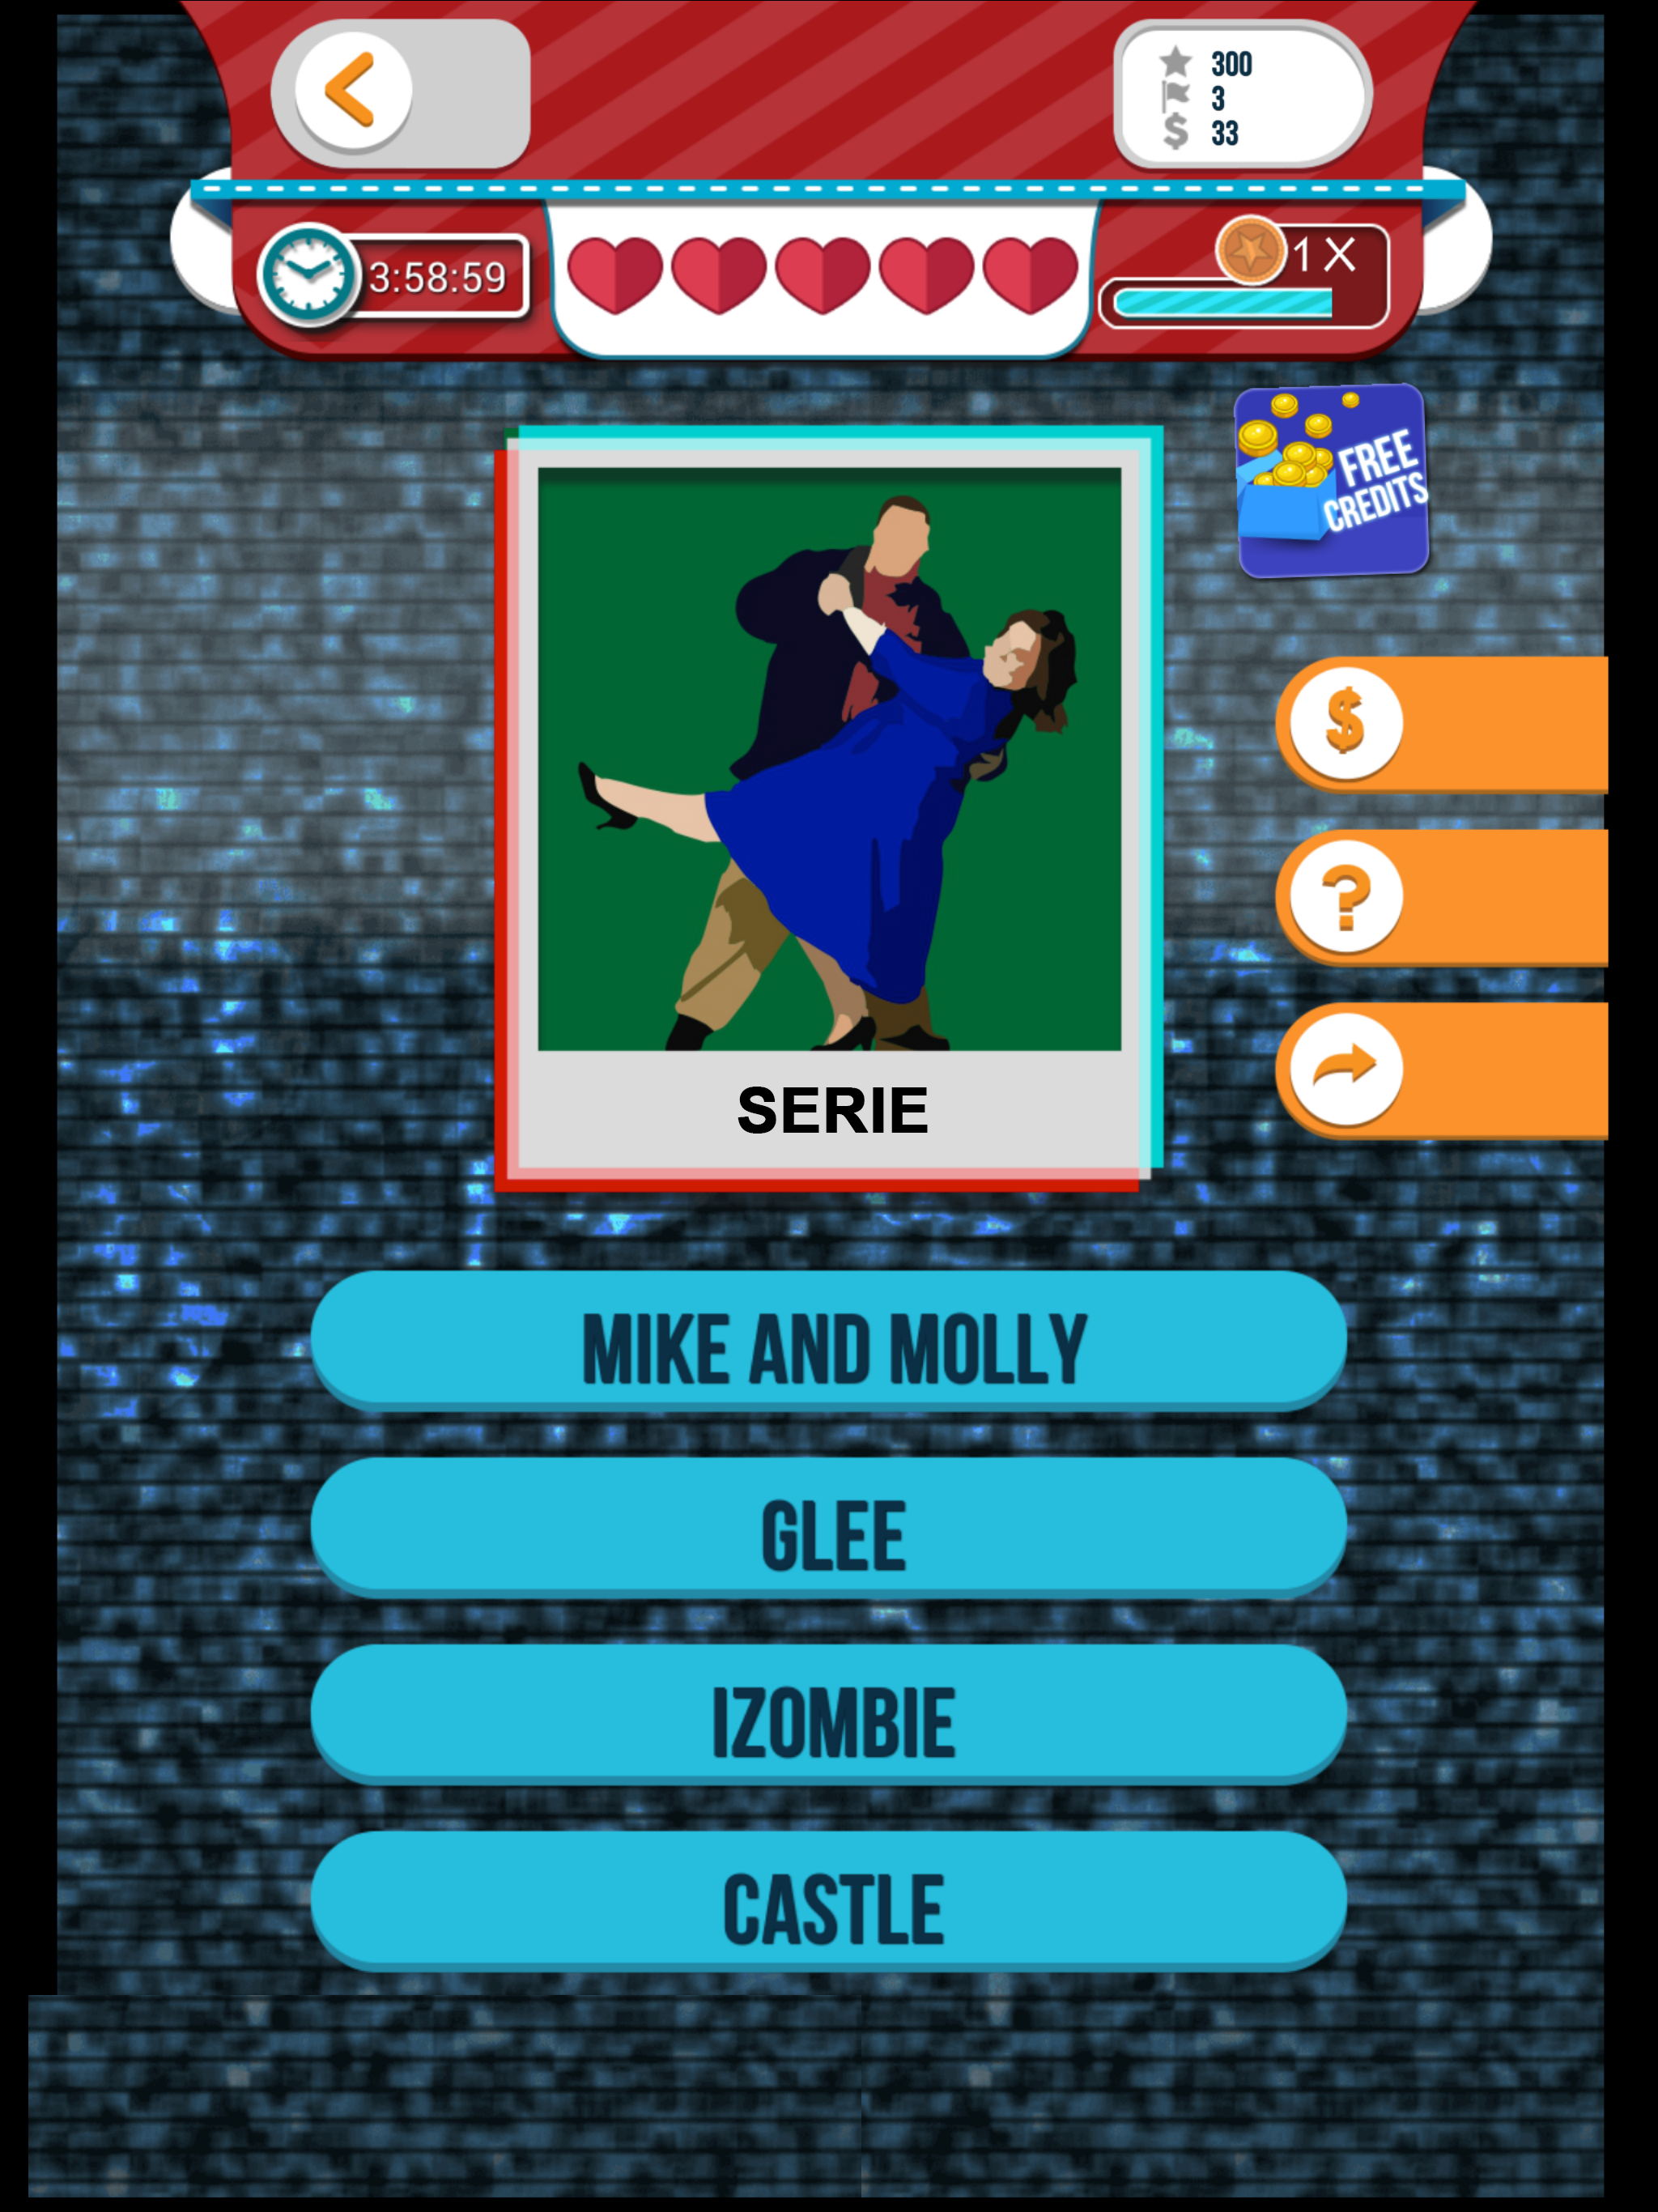 300
3
$ 33
3:58:59
1X
FREE
CREDITS
$
?
SERIE
MIKE AND MOLLY
GLEE
IZOMBIE
CASTLE